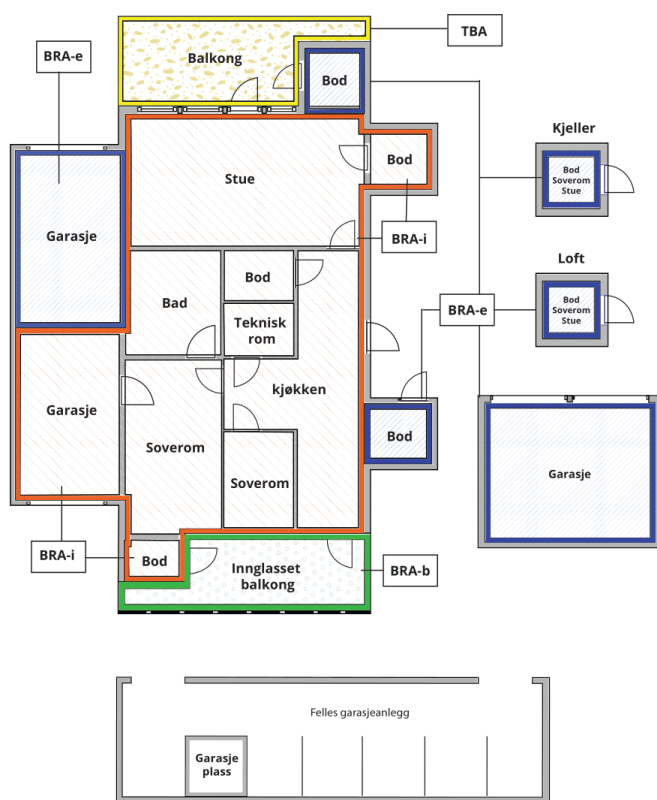 TBA
BRA-e
Balkong
Bod
Kjeller
Bod
Stue
Bod
Soverom
Stue
Garasje
BRA-i
Loft
Bod
Bad
BRA-e
Bod
Soverom
Stue
Teknisk
rom
kjøkken
Garasje
Bod
Soverom
Garasje
Soverom
BRA-i
Bod
Innglasset
balkong
BRA-b
Felles garasjeanlegg
Garasje
plass